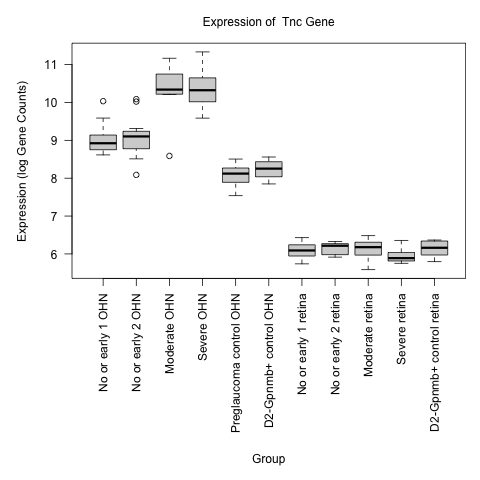 Expression of Tnc Gene
Expression (log Gene Counts)
11
10
9
8
7
6
No or early 1 OHN
No or early 2 OHN
Moderate OHN
Severe OHN
Preglaucoma control OHN
D2-Gpnmb+ control OHN
No or early 1 retina
No or early 2 retina
Moderate retina
Severe retina
D2-Gpnmb+ control retina
Group